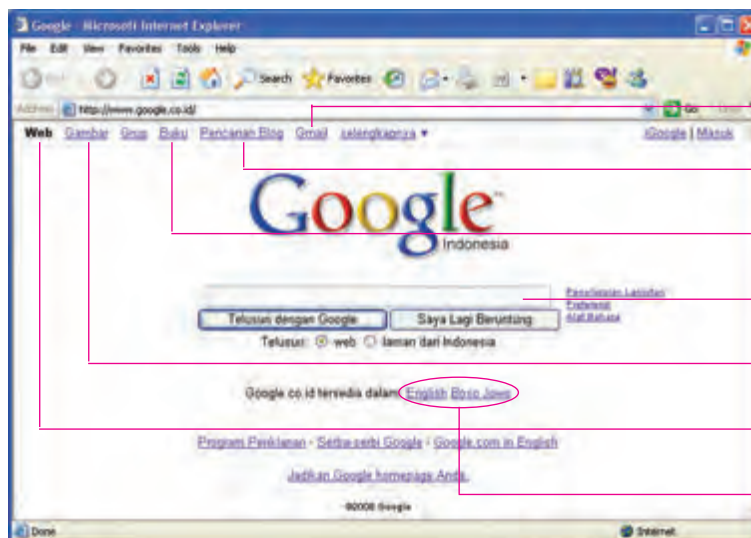 Google - Microsoft Internet Explorer
File Edit View Favorites Tools Help
Search Favorites
Address http://www.google.co.id/ Go
Web Gambar Grup Buku Pencarian Blog Gmail selengkapnya ▼ iGoogle | Masuk
Google™
Indonesia
Penelusuran Lanjutan
Preferensi
Alat Bahasa
Telusuri dengan Google Saya Lagi Beruntung
Telusuri: web laman dari Indonesia
Google.co.id tersedia dalam: English Boso Jowo
Program Periklanan - Serba-serbi Google - Google.com in English
Jadikan Google homepage Anda.
©2008 Google
Done Internet